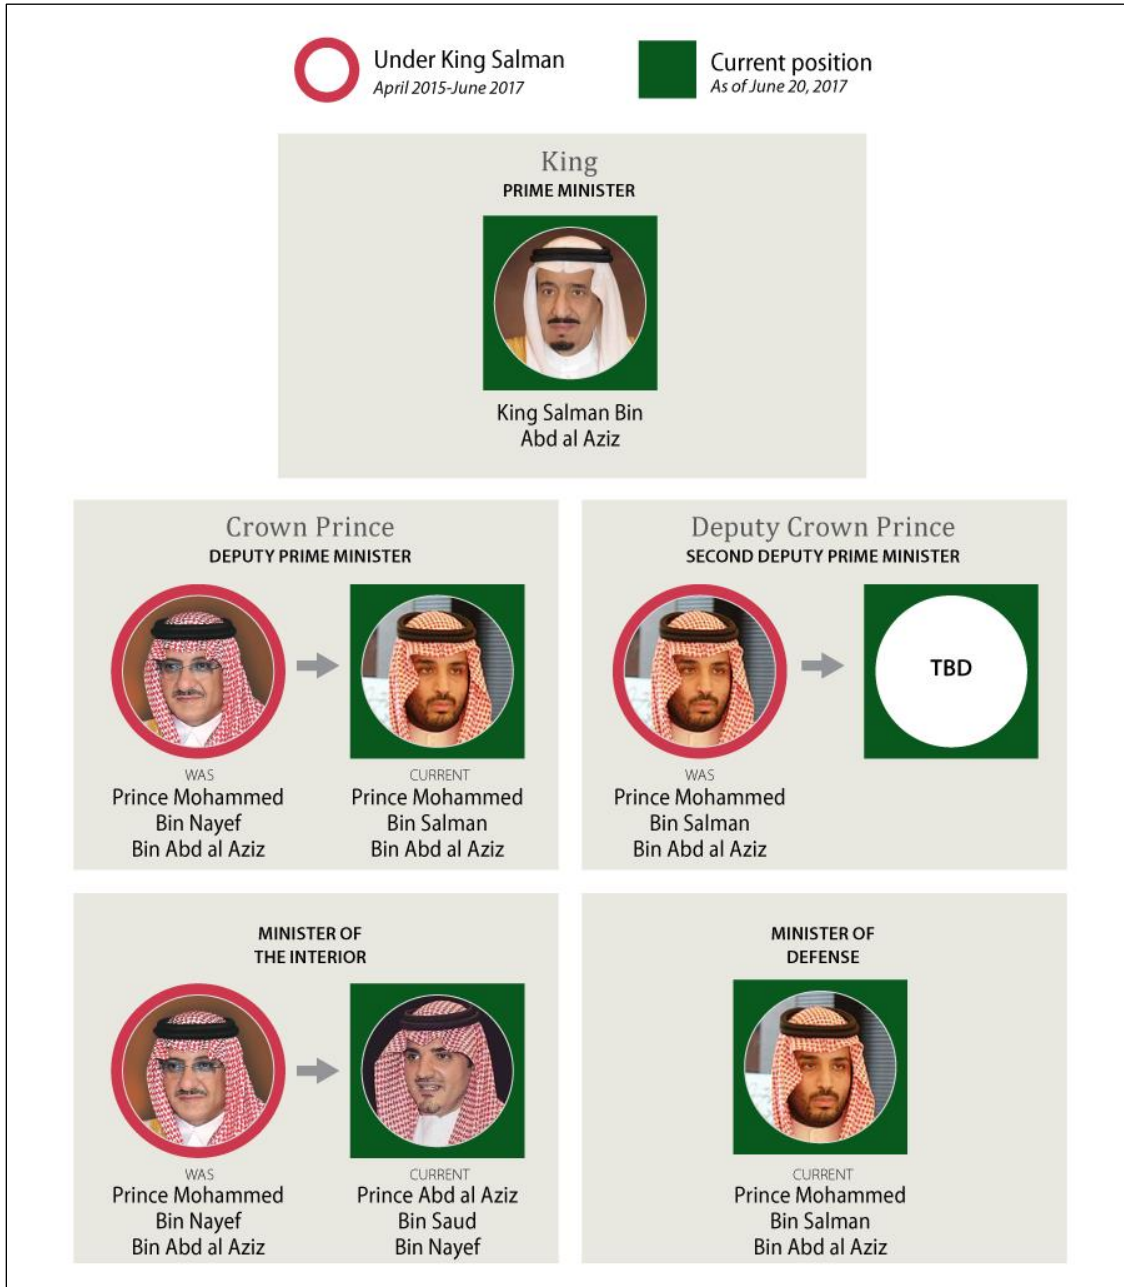 Under King Salman
April 2015-June 2017
Current position
As of June 20, 2017
King
PRIME MINISTER
King Salman Bin
Abd al Aziz
Crown Prince
DEPUTY PRIME MINISTER
WAS
Prince Mohammed
Bin Nayef
Bin Abd al Aziz
CURRENT
Prince Mohammed
Bin Salman
Bin Abd al Aziz
Deputy Crown Prince
SECOND DEPUTY PRIME MINISTER
WAS
Prince Mohammed
Bin Salman
Bin Abd al Aziz
TBD
MINISTER OF
THE INTERIOR
WAS
Prince Mohammed
Bin Nayef
Bin Abd al Aziz
CURRENT
Prince Abd al Aziz
Bin Saud
Bin Nayef
MINISTER OF
DEFENSE
CURRENT
Prince Mohammed
Bin Salman
Bin Abd al Aziz